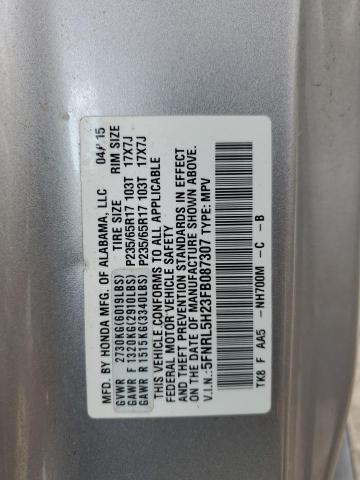 MFD. BY HONDA MFG. OF ALABAMA, LLC 04/15
TIRE SIZE RIM SIZE
GVWR 2730KG(6019LBS)
GAWR F 1320KG(2910LBS) P235/65R17 103T 17X7J
GAWR R 1515KG(3340LBS) P235/65R17 103T 17X7J
THIS VEHICLE CONFORMS TO ALL APPLICABLE
FEDERAL MOTOR VEHICLE SAFETY
AND THEFT PREVENTION STANDARDS IN EFFECT
ON THE DATE OF MANUFACTURE SHOWN ABOVE.
V.I.N.: 5FNRL5H23FB087307 TYPE: MPV
TK8 F AA5 - NH700M - C - B